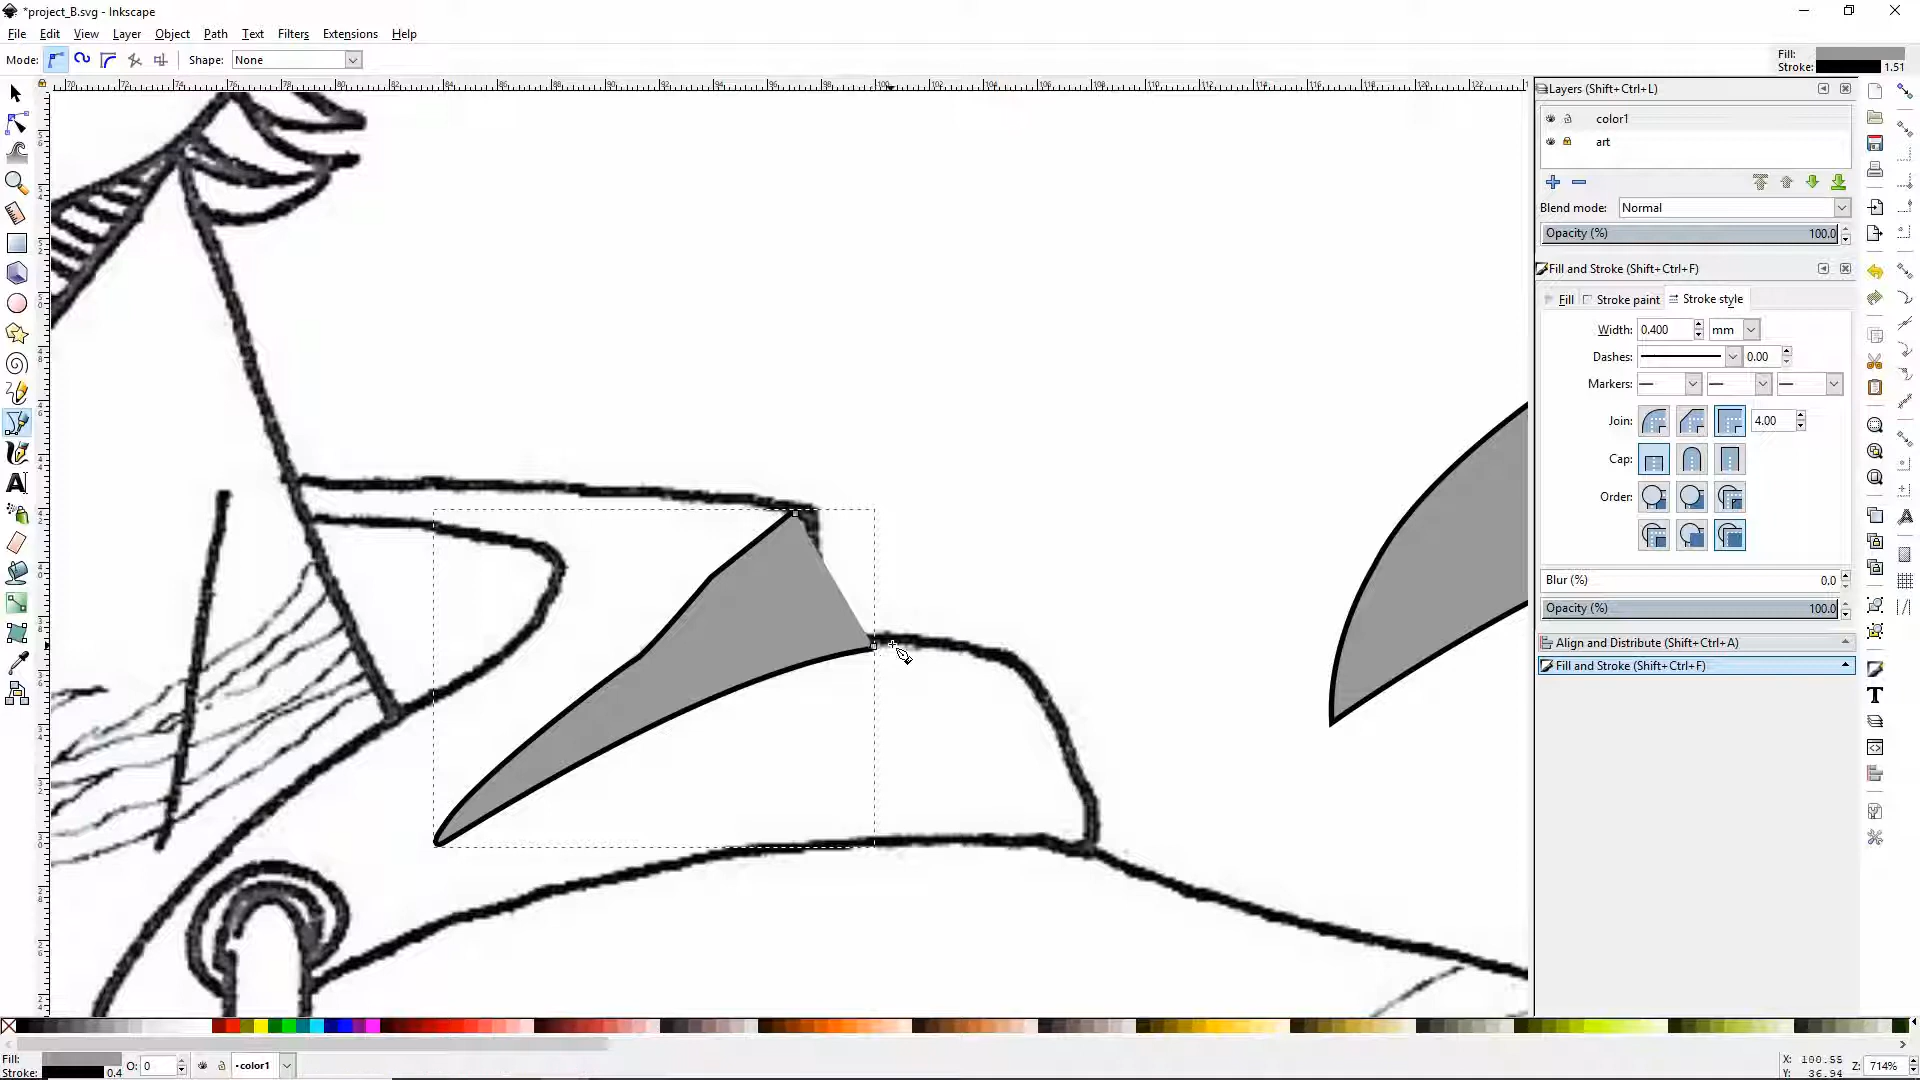 *project_B.svg - Inkscape
File Edit View Layer Object Path Text Filters Extensions Help
Mode: Shape: None Fill:
Stroke: 1.51
Layers (Shift+Ctrl+L)
color1
art
Blend mode: Normal
Opacity (%) 100.0
Fill and Stroke (Shift+Ctrl+F)
Fill Stroke paint Stroke style
Width: 0.400 mm
Dashes: 0.00
Markers:
Join: 4.00
Cap:
Order:
Blur (%) 0.0
Opacity (%) 100.0
Align and Distribute (Shift+Ctrl+A)
Fill and Stroke (Shift+Ctrl+F)
Fill:
Stroke: 0.4 O: 0 •color1
X: 100.55
Y: 36.94 Z: 714%